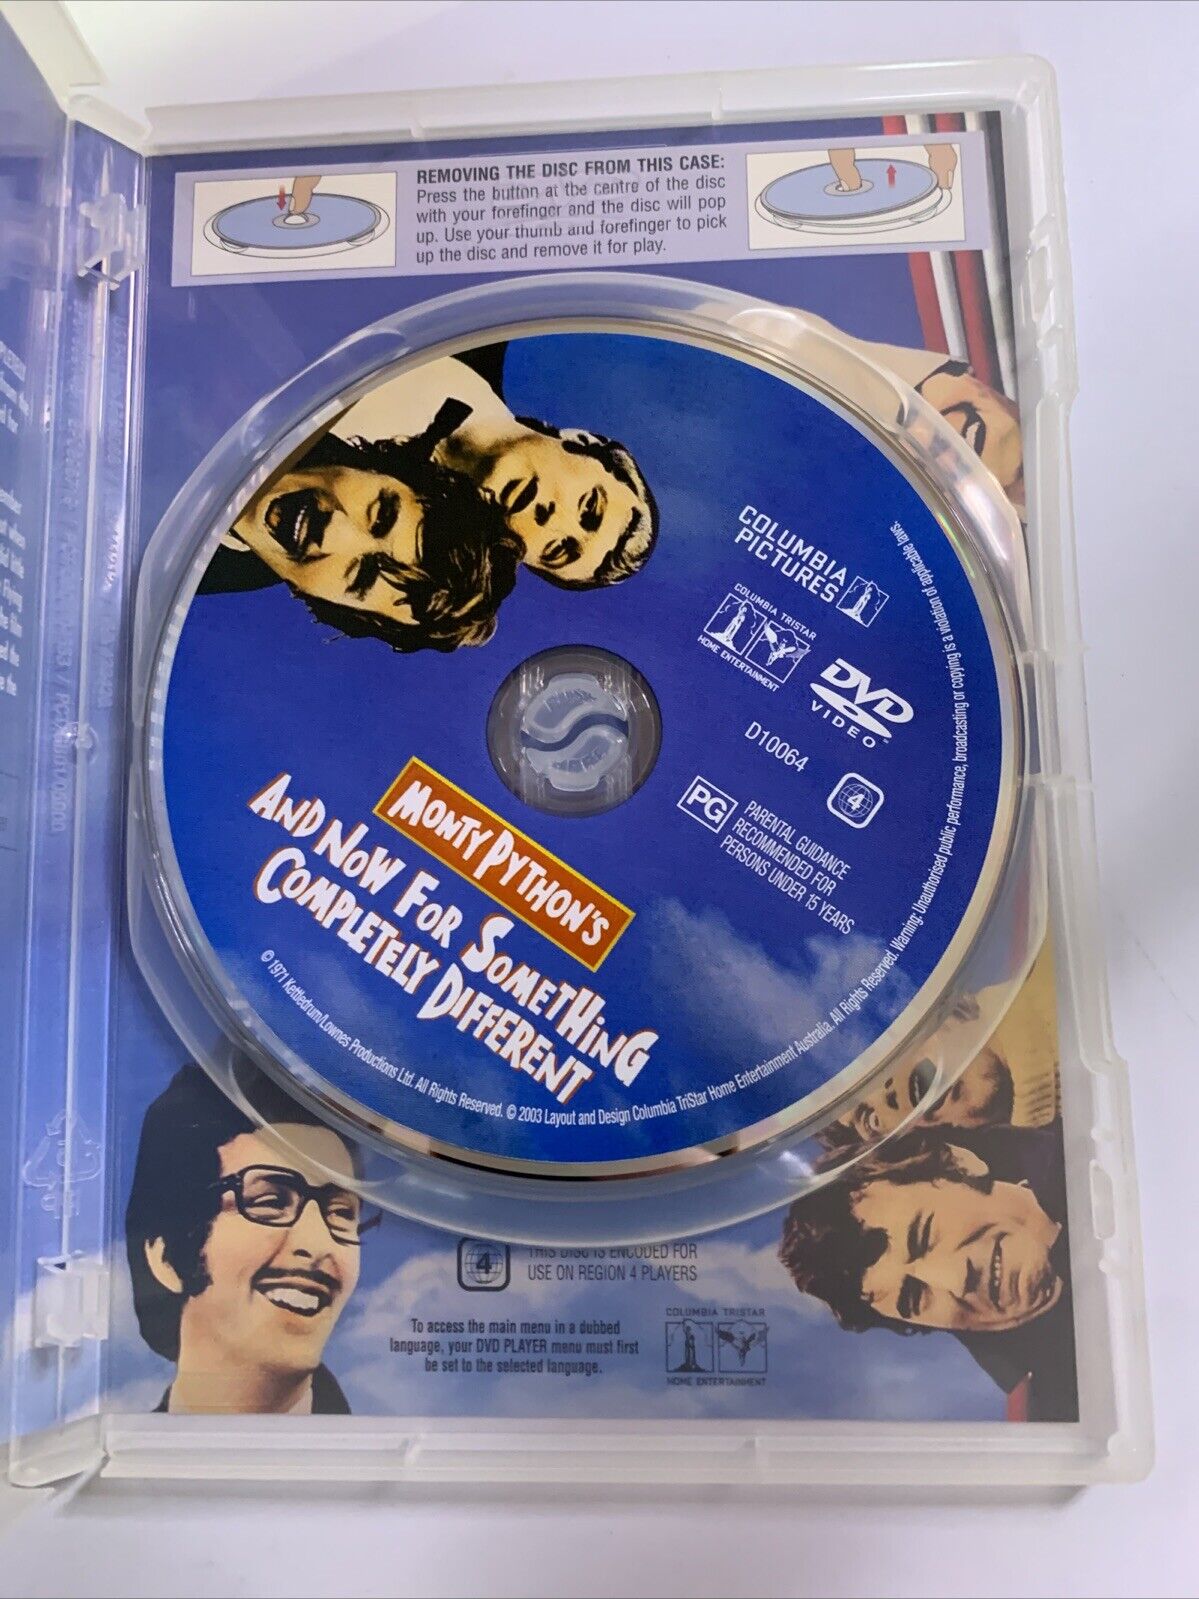 REMOVING THE DISC FROM THIS CASE:
Press the button at the centre of the disc
with your forefinger and the disc will pop
up. Use your thumb and forefinger to pick
up the disc and remove it for play.
COLUMBIA
PICTURES
COLUMBIA TRISTAR
HOME ENTERTAINMENT
DVD
VIDEO
D10064
4
PG
PARENTAL GUIDANCE
RECOMMENDED FOR
PERSONS UNDER 15 YEARS
MONTY PYTHON'S
AND NOW FOR SOMETHING
COMPLETELY DIFFERENT
© 1971 Kettledrum/Lownes Productions Ltd. All Rights Reserved. © 2003 Layout and Design Columbia TriStar Home Entertainment Australia. All Rights Reserved. Warning: Unauthorised public performance, broadcasting or copying is a violation of applicable laws.
4
THIS DISC IS ENCODED FOR
USE ON REGION 4 PLAYERS
To access the main menu in a dubbed
language, your DVD PLAYER menu must first
be set to the selected language.
COLUMBIA TRISTAR
HOME ENTERTAINMENT